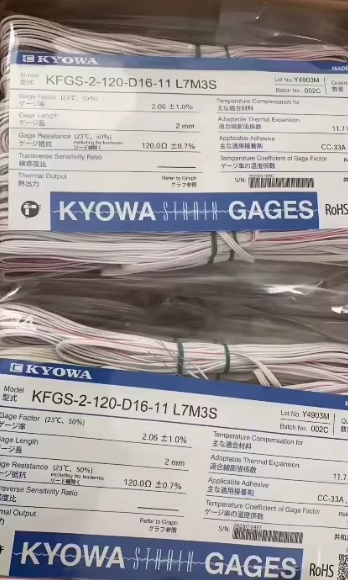 KYOWA
MADE
Model
型式
KFGS-2-120-D16-11 L7M3S
Lot No. Y4903M
Batch No. 002C
Gage Factor (23℃, 50%)
ゲージ率
2.06 ±1.0%
Gage Length
ゲージ長
2 mm
Gage Resistance (23℃, 50%)
ゲージ抵抗
120.0Ω ±0.7%
Transverse Sensitivity Ratio
横感度比
Thermal Output
熱出力
Refer to Graph
グラフ参照
Temperature Compensation for
主な適合材料
Adoptable Thermal Expansion
適合線膨張係数
11.7
Applicable Adhesive
主な適用接着剤
CC-33A
Temperature Coefficient of Gage Factor
ゲージ率の温度係数
S/N:
KYOWA STRAIN GAGES
RoHS
KYOWA
Model
型式
KFGS-2-120-D16-11 L7M3S
Lot No. Y4903M
Batch No. 002C
Gage Factor (23℃, 50%)
ゲージ率
2.06 ±1.0%
Gage Length
ージ長
2 mm
Resistance (23℃, 50%)
ージ抵抗
120.0Ω ±0.7%
Sensitivity Ratio
度比
Output
Refer to Graph
グラフ参照
Temperature Compensation for
主な適合材料
Adoptable Thermal Expansion
適合線膨張係数
11.7
Applicable Adhesive
主な適用接着剤
CC-33A
Temperature Coefficient of Gage Factor
ゲージ率の温度係数
S/N:
KYOWA STRAIN GAGES
RoHS